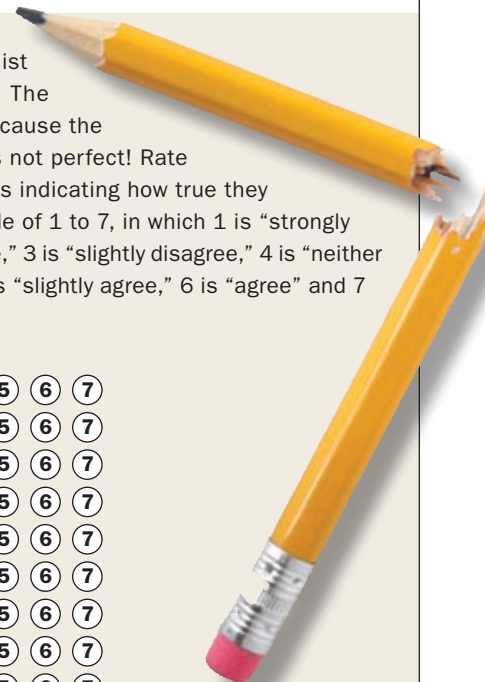 ist
The
cause the
not perfect! Rate
s indicating how true they
le of 1 to 7, in which 1 is “strongly
,” 3 is “slightly disagree,” 4 is “neither
s “slightly agree,” 6 is “agree” and 7
5 6 7
5 6 7
5 6 7
5 6 7
5 6 7
5 6 7
5 6 7
5 6 7